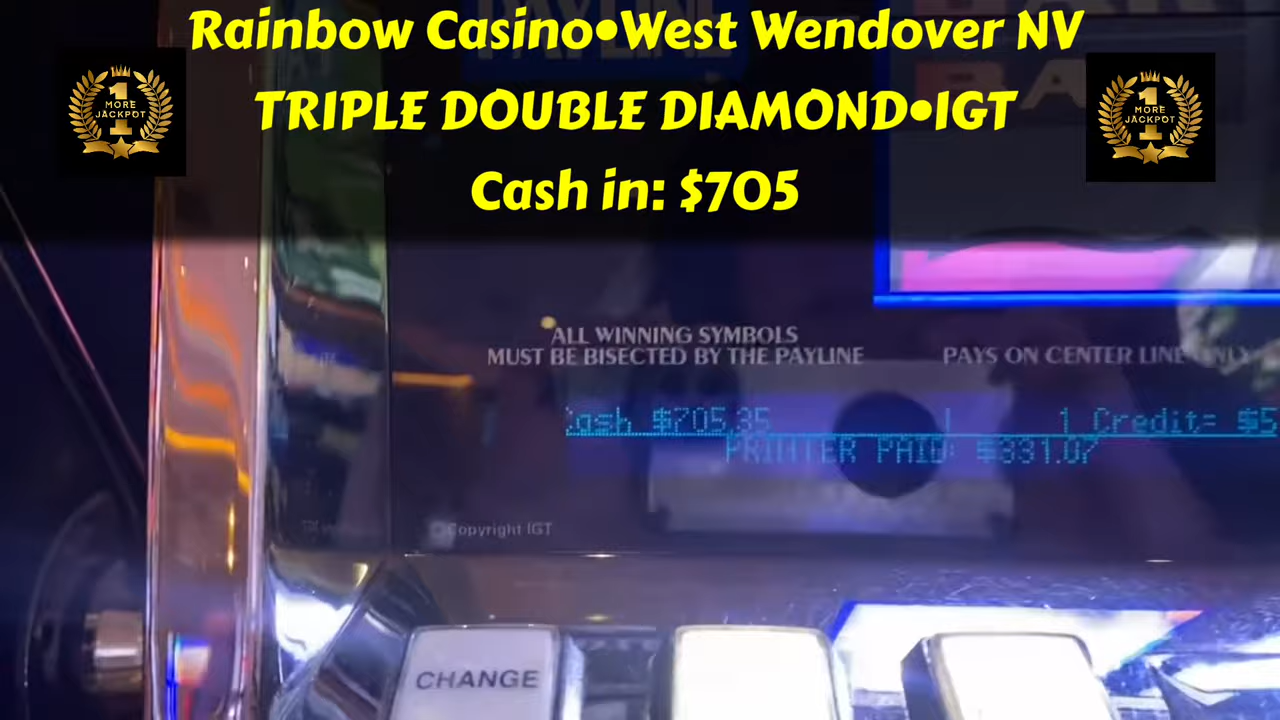 Rainbow Casino•West Wendover NV
TRIPLE DOUBLE DIAMOND•IGT
Cash in: $705
1
MORE
JACKPOT
1
MORE
JACKPOT
ALL WINNING SYMBOLS
MUST BE BISECTED BY THE PAYLINE
PAYS ON CENTER LINE ONLY
Cash $705.35 | 1 Credit= $5
PRINTER PAID: $331.07
Copyright IGT
CHANGE